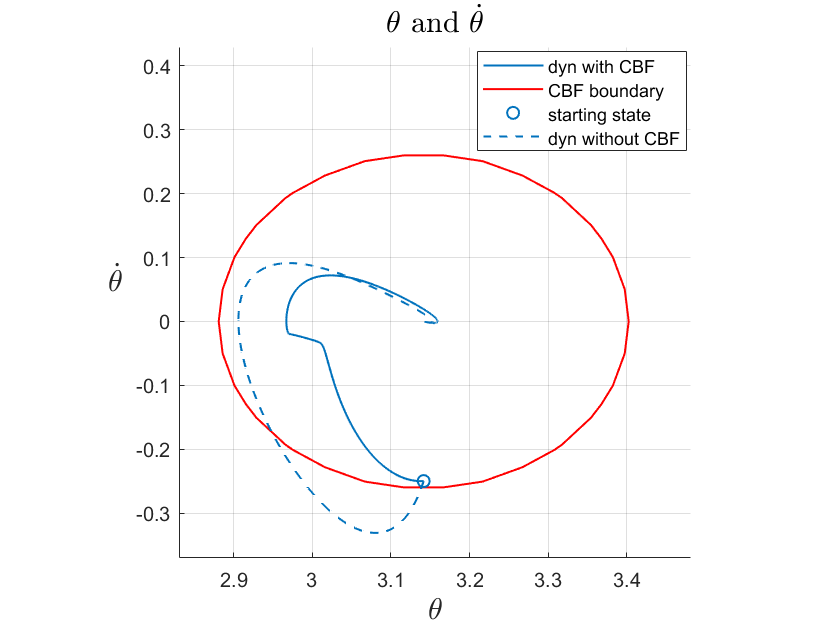 θ and θ̇
dyn with CBF
CBF boundary
starting state
dyn without CBF
0.4
0.3
0.2
0.1
0
-0.1
-0.2
-0.3
θ̇
2.9 3 3.1 3.2 3.3 3.4
θ